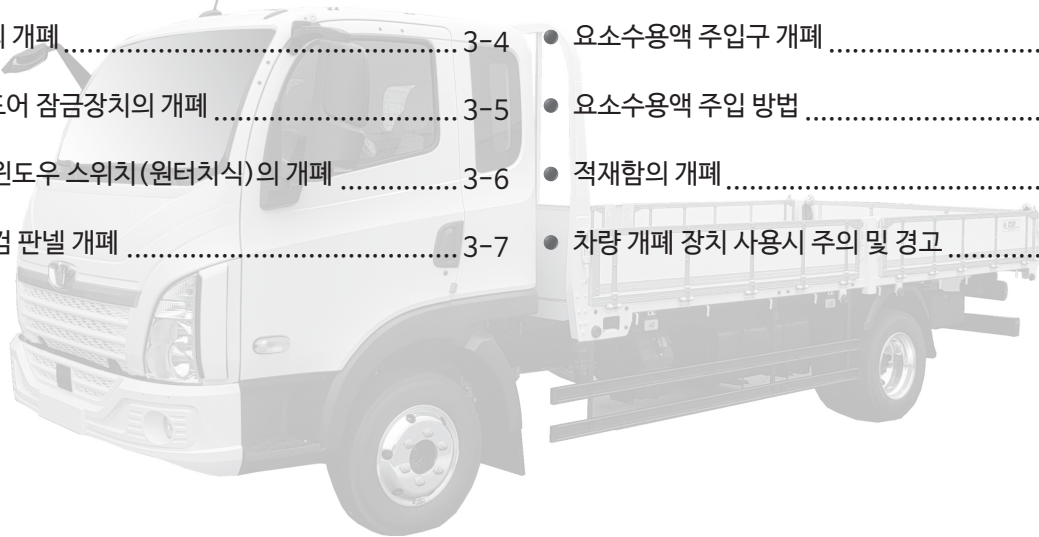 의 개폐 3-4
도어 잠금장치의 개폐 3-5
윈도우 스위치(원터치식)의 개폐 3-6
판넬 개폐 3-7
● 요소수용액 주입구 개폐
● 요소수용액 주입 방법
● 적재함의 개폐
● 차량 개폐 장치 사용시 주의 및 경고